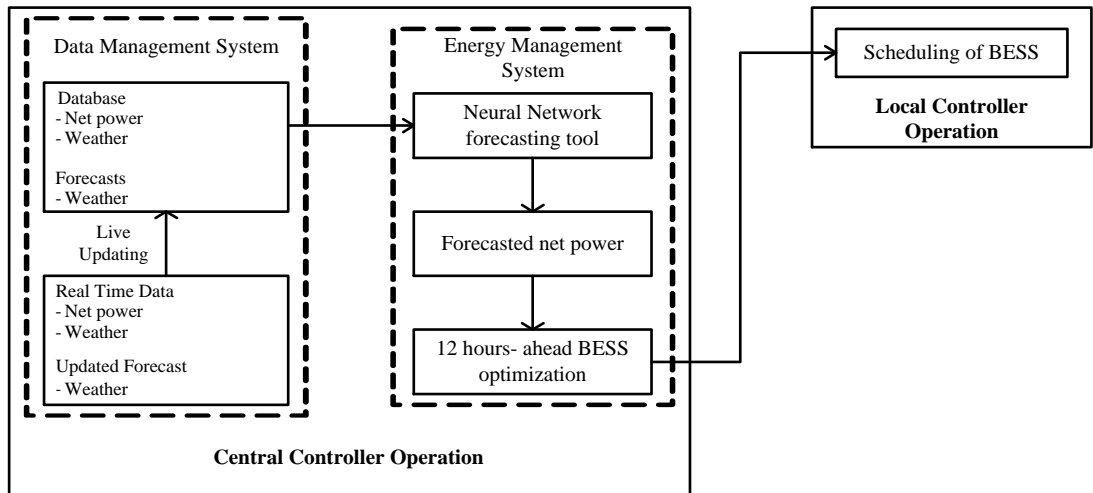 Data Management System
Database
- Net power
- Weather
Forecasts
- Weather
Live
Updating
Real Time Data
- Net power
- Weather
Updated Forecast
- Weather
Energy Management
System
Neural Network
forecasting tool
Forecasted net power
12 hours- ahead BESS
optimization
Central Controller Operation
Scheduling of BESS
Local Controller
Operation